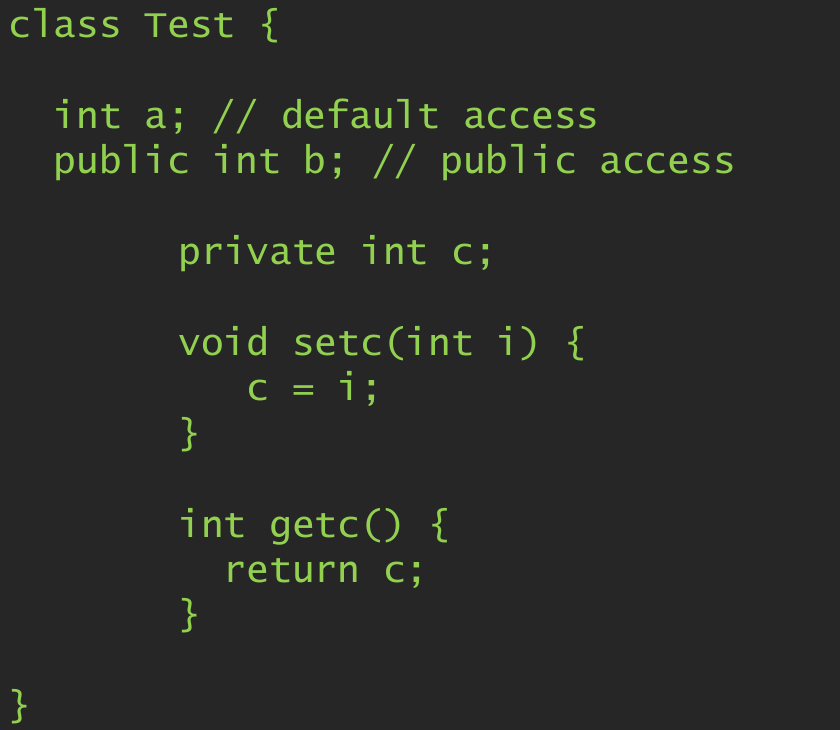 class Test {
int a; // default access
public int b; // public access
private int c;
void setc(int i) {
c = i;
}
int getc() {
return c;
}
}